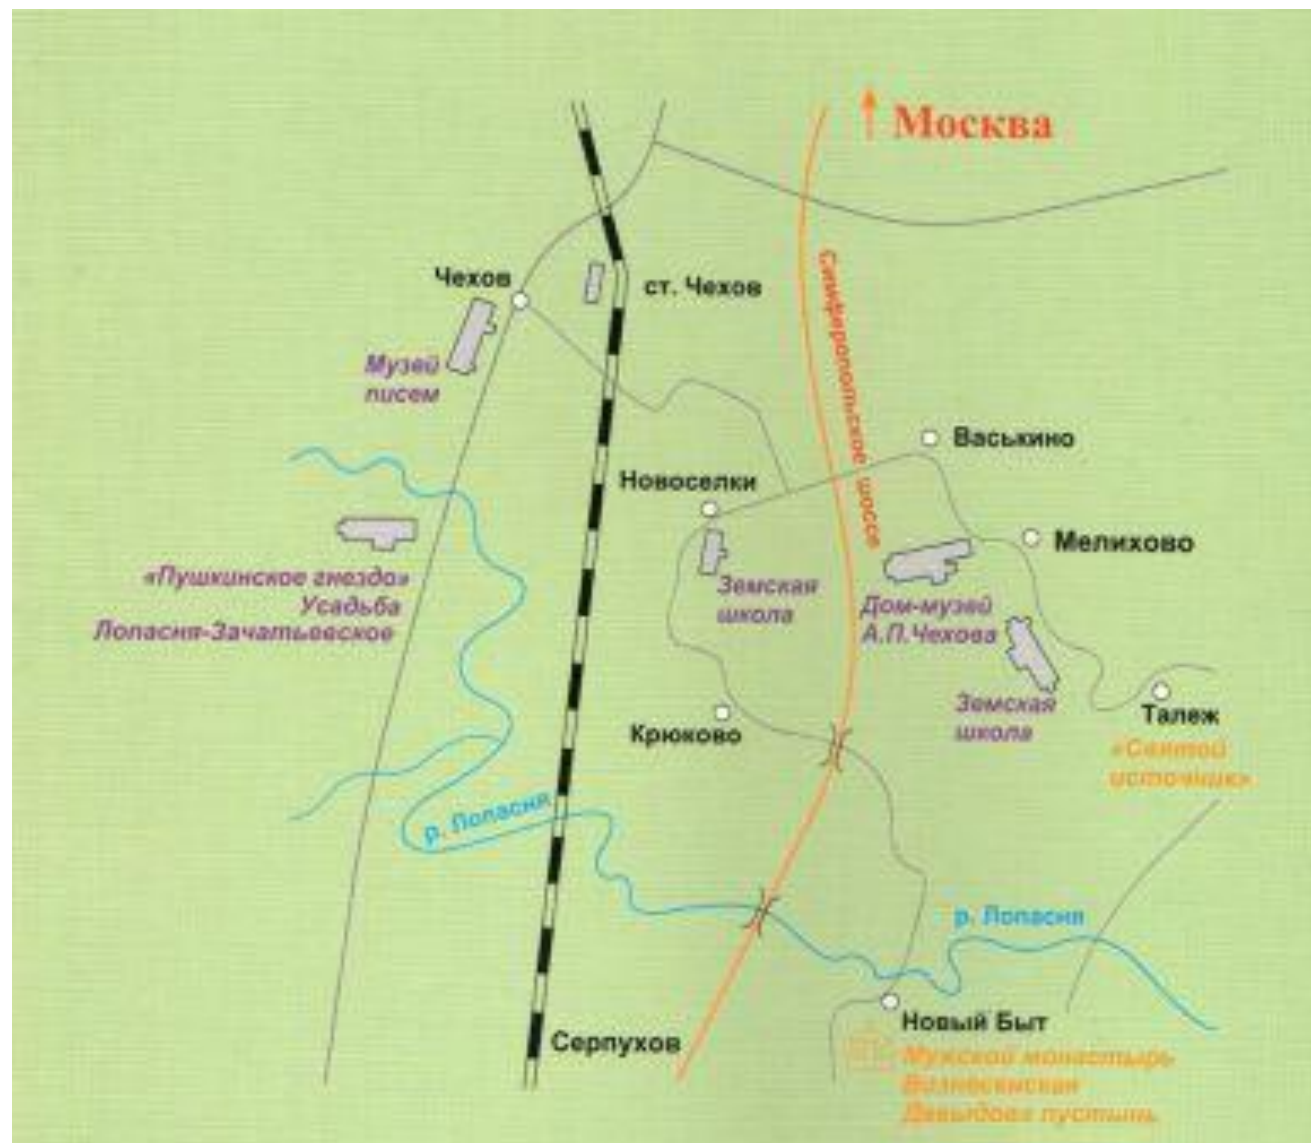 Москва
Симферопольское шоссе
Чехов
ст. Чехов
Музей
писем
Васькино
Новоселки
Мелихово
«Пушкинское гнездо»
Усадьба
Лопасня-Зачатьевское
Земская
школа
Дом-музей
А.П.Чехова
Земская
школа
Талеж
«Святой
источник»
Крюково
р. Лопасня
р. Лопасня
Серпухов
Новый Быт
Мужской монастырь
Вознесенская
Давыдова пустынь